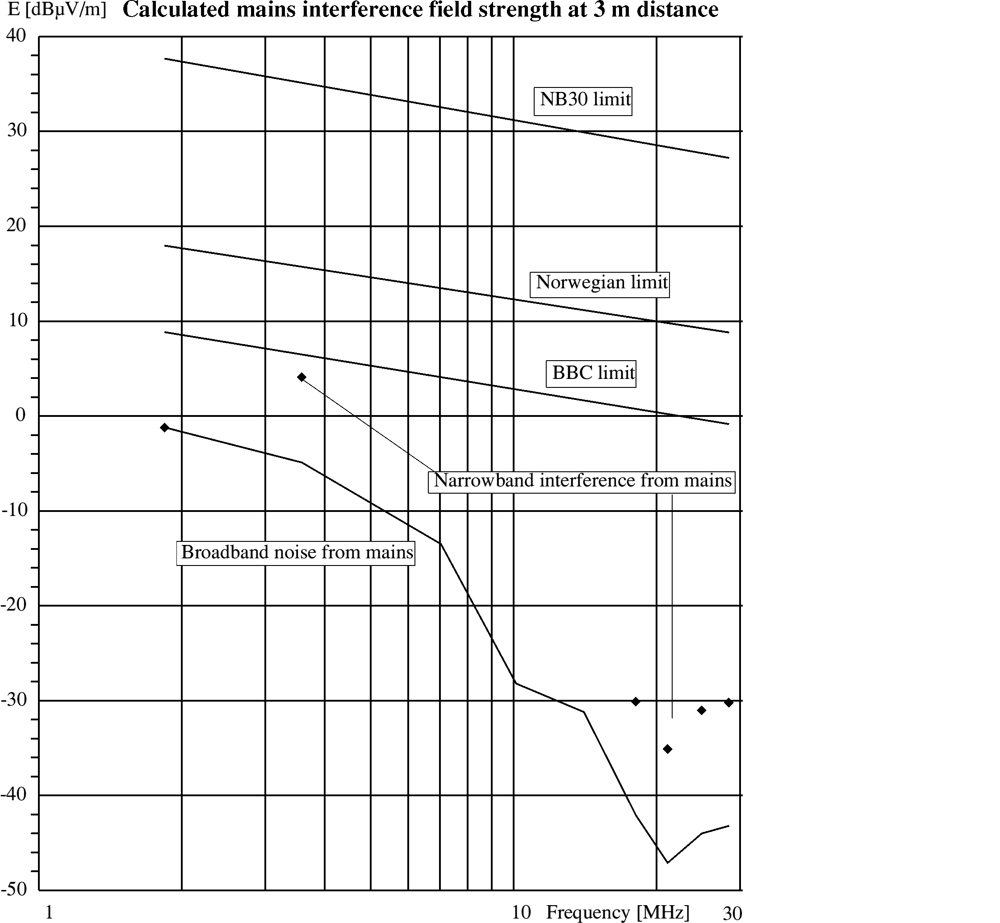 E [dBµV/m] Calculated mains interference field strength at 3 m distance
40
NB30 limit
30
20
Norwegian limit
10
BBC limit
0
Narrowband interference from mains
-10
Broadband noise from mains
-20
-30
-40
-50
1 10 Frequency [MHz] 30